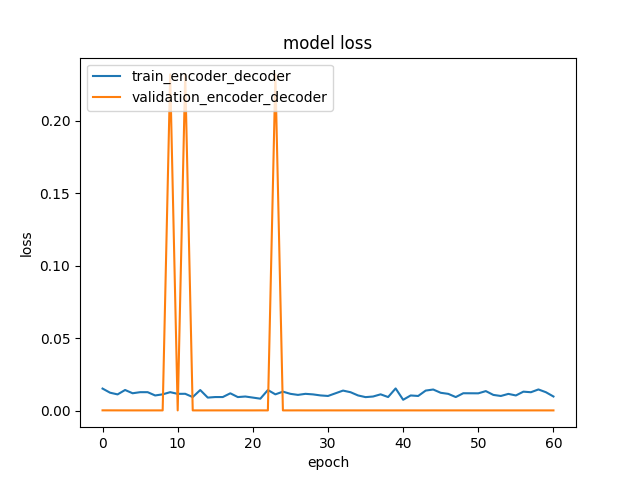 model loss
train_encoder_decoder
validation_encoder_decoder
0.20
0.15
0.10
0.05
0.00
loss
0 10 20 30 40 50 60
epoch